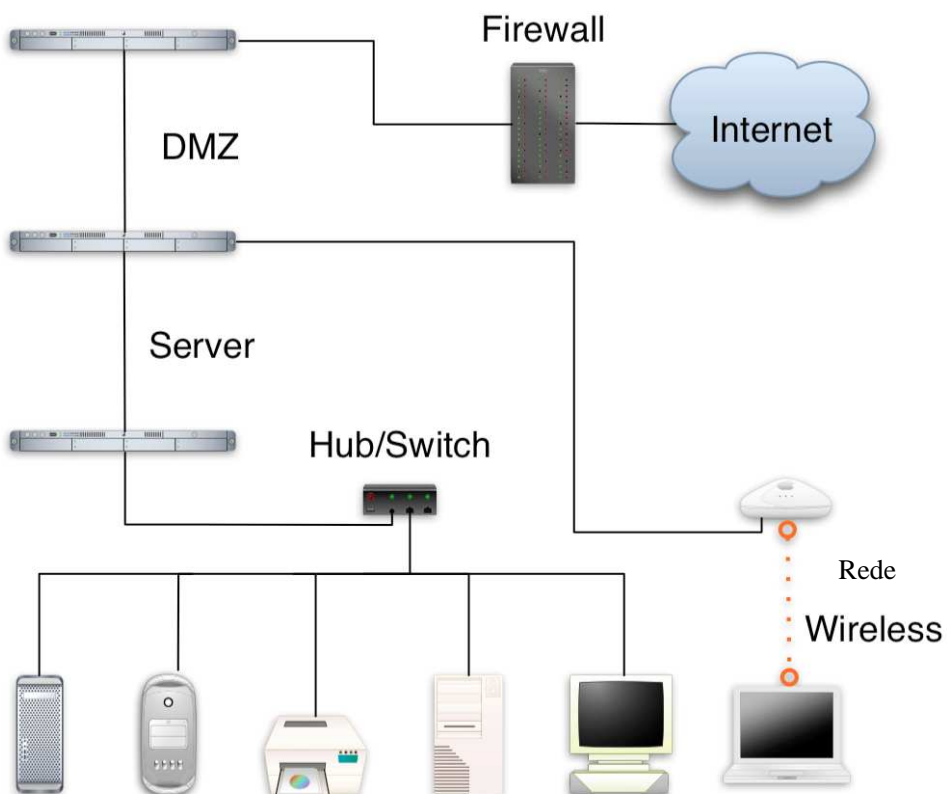 Firewall
Internet
DMZ
Server
Hub/Switch
Rede
Wireless